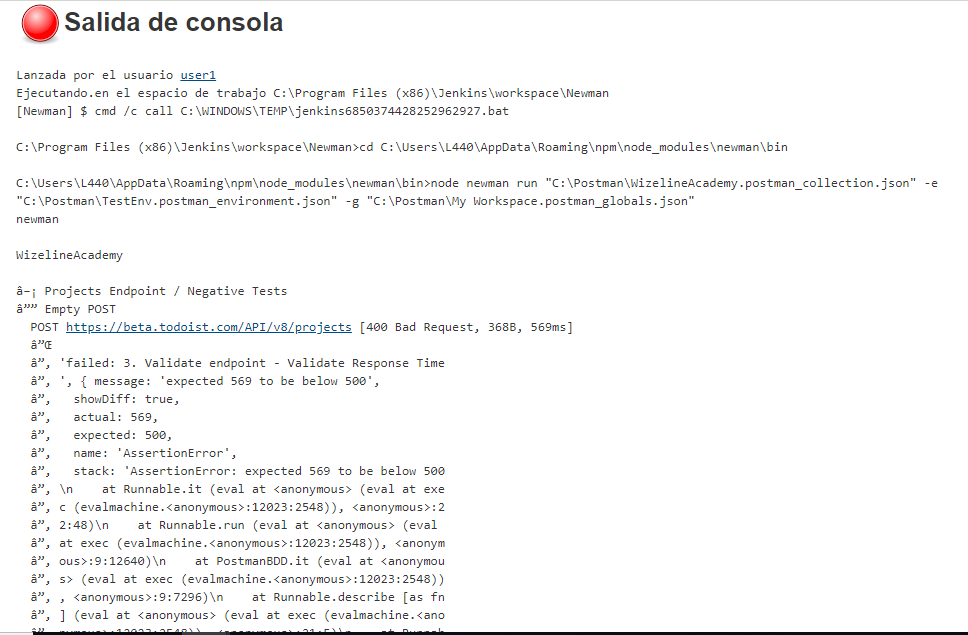 Salida de consola
Lanzada por el usuario user1
Ejecutando.en el espacio de trabajo C:\Program Files (x86)\Jenkins\workspace\Newman
[Newman] $ cmd /c call C:\WINDOWS\TEMP\jenkins6850374428252962927.bat
C:\Program Files (x86)\Jenkins\workspace\Newman>cd C:\Users\L440\AppData\Roaming\npm\node_modules\newman\bin
C:\Users\L440\AppData\Roaming\npm\node_modules\newman\bin>node newman run "C:\Postman\WizelineAcademy.postman_collection.json" -e
"C:\Postman\TestEnv.postman_environment.json" -g "C:\Postman\My Workspace.postman_globals.json"
newman
WizelineAcademy
â–¡ Projects Endpoint / Negative Tests
â”” Empty POST
POST https://beta.todoist.com/API/v8/projects [400 Bad Request, 368B, 569ms]
â”Œ
â”‚ 'failed: 3. Validate endpoint - Validate Response Time
â”‚ ', { message: 'expected 569 to be below 500',
â”‚   showDiff: true,
â”‚   actual: 569,
â”‚   expected: 500,
â”‚   name: 'AssertionError',
â”‚   stack: 'AssertionError: expected 569 to be below 500
â”‚ \n    at Runnable.it (eval at <anonymous> (eval at exe
â”‚ c (evalmachine.<anonymous>:12023:2548)), <anonymous>:2
â”‚ 2:48)\n    at Runnable.run (eval at <anonymous> (eval
â”‚ at exec (evalmachine.<anonymous>:12023:2548)), <anonym
â”‚ ous>:9:12640)\n    at PostmanBDD.it (eval at <anonymou
â”‚ s> (eval at exec (evalmachine.<anonymous>:12023:2548))
â”‚ , <anonymous>:9:7296)\n    at Runnable.describe [as fn
â”‚ ] (eval at <anonymous> (eval at exec (evalmachine.<ano